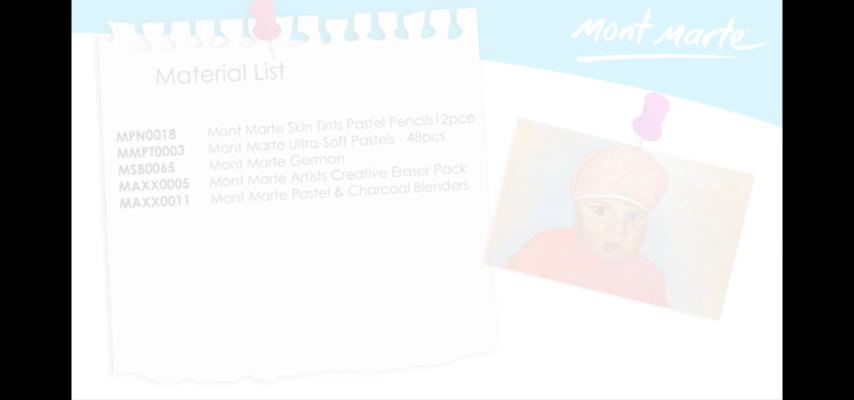 Mont Marte
Material List
MPN0018 Mont Marte Skin Tints Pastel Pencils12pce
MMPT0003 Mont Marte Ultra-Soft Pastels - 48pcs
MSB0065 Mont Marte German
MAXX0005 Mont Marte Artists Creative Eraser Pack
MAXX0011 Mont Marte Pastel & Charcoal Blenders